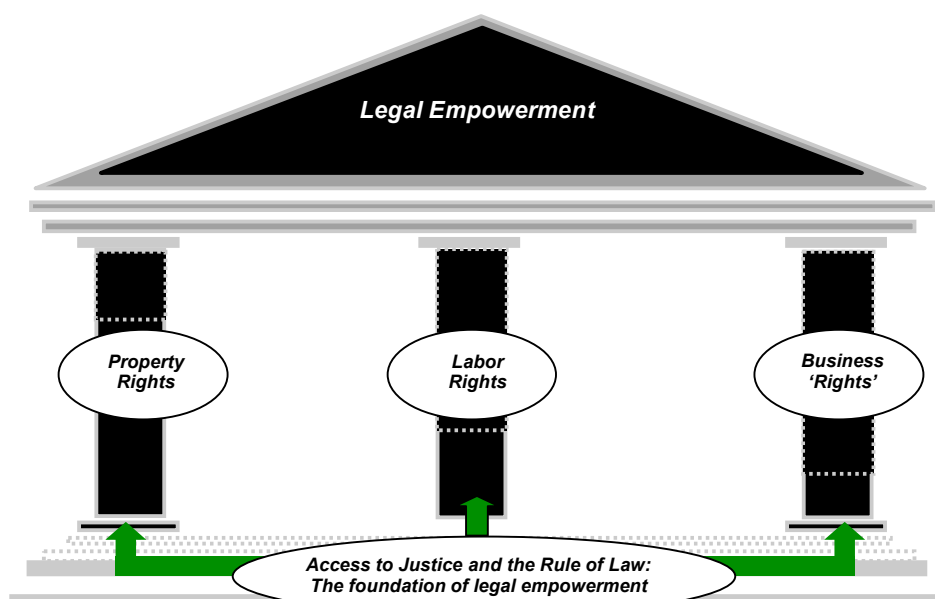 Legal Empowerment
Property
Rights
Labor
Rights
Business
‘Rights’
Access to Justice and the Rule of Law:
The foundation of legal empowerment